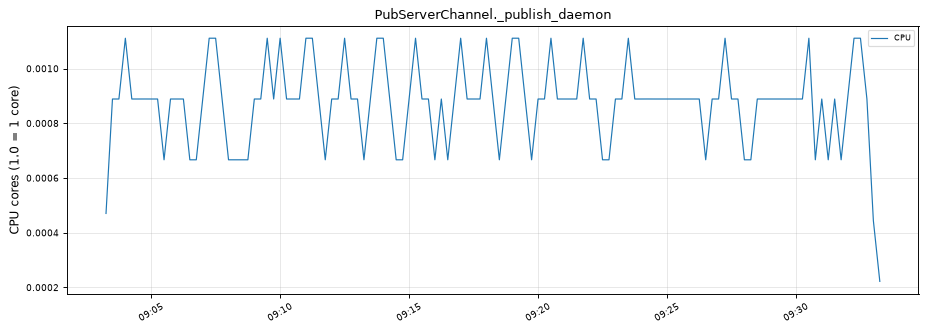 PubServerChannel._publish_daemon
CPU
CPU cores (1.0 = 1 core)
0.0010
0.0008
0.0006
0.0004
0.0002
09:05 09:10 09:15 09:20 09:25 09:30